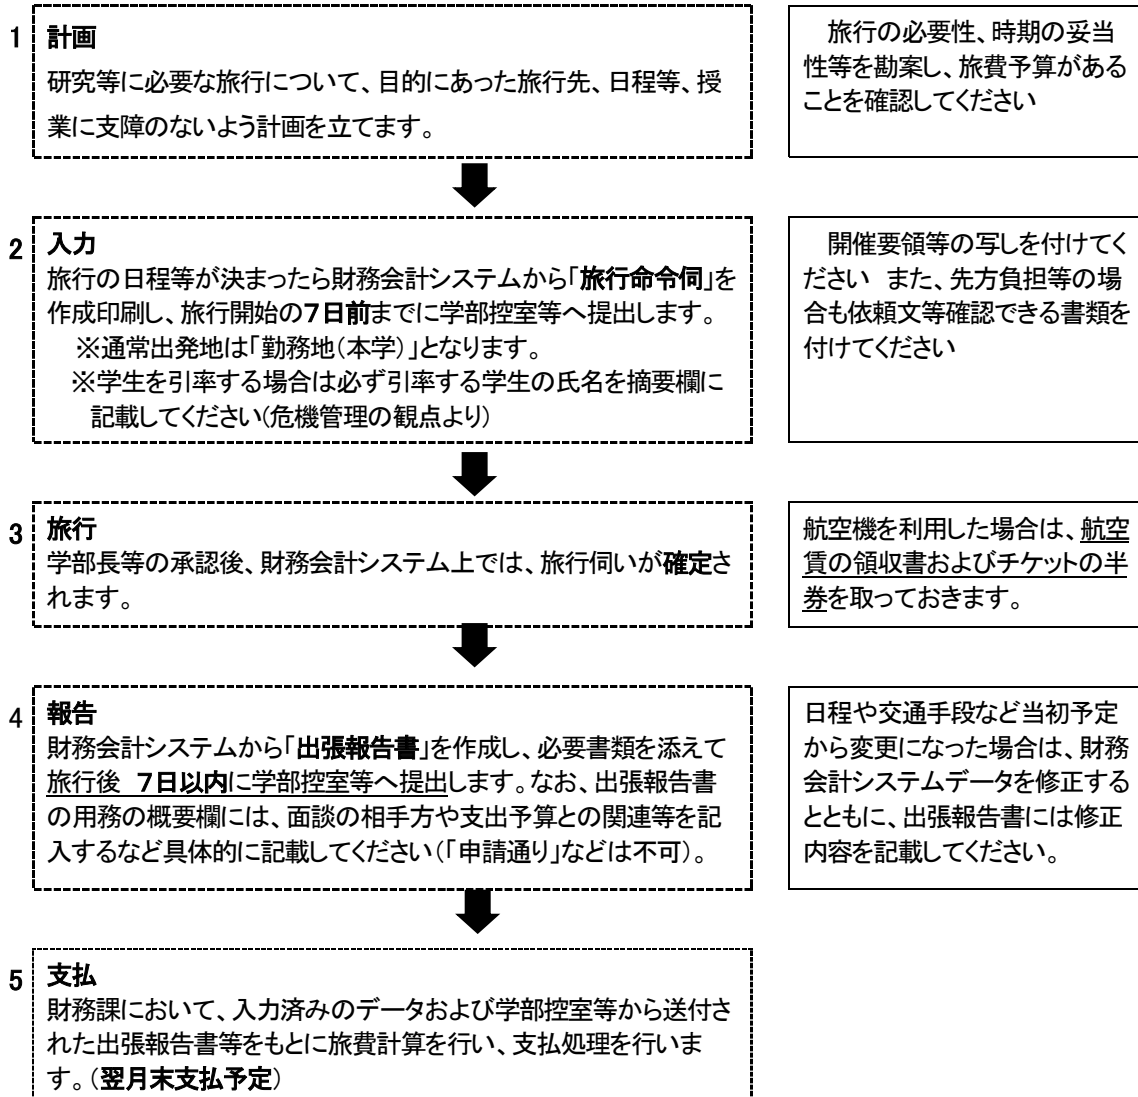 1 計画
研究等に必要な旅行について、目的にあった旅行先、日程等、授
業に支障のないよう計画を立てます。
旅行の必要性、時期の妥当
性等を勘案し、旅費予算がある
ことを確認してください
2 入力
旅行の日程等が決まったら財務会計システムから「旅行命令伺」を
作成印刷し、旅行開始の7日前までに学部控室等へ提出します。
※通常出発地は「勤務地(本学)」となります。
※学生を引率する場合は必ず引率する学生の氏名を摘要欄に
記載してください(危機管理の観点より)
開催要領等の写しを付けてく
ださい また、先方負担等の場
合も依頼文等確認できる書類を
付けてください
3 旅行
学部長等の承認後、財務会計システム上では、旅行伺いが確定さ
れます。
航空機を利用した場合は、航空
賃の領収書およびチケットの半
券を取っておきます。
4 報告
財務会計システムから「出張報告書」を作成し、必要書類を添えて
旅行後 7日以内に学部控室等へ提出します。なお、出張報告書
の用務の概要欄には、面談の相手方や支出予算との関連等を記
入するなど具体的に記載してください(「申請通り」などは不可)。
日程や交通手段など当初予定
から変更になった場合は、財務
会計システムデータを修正する
とともに、出張報告書には修正
内容を記載してください。
5 支払
財務課において、入力済みのデータおよび学部控室等から送付さ
れた出張報告書等をもとに旅費計算を行い、支払処理を行いま
す。(翌月末支払予定)